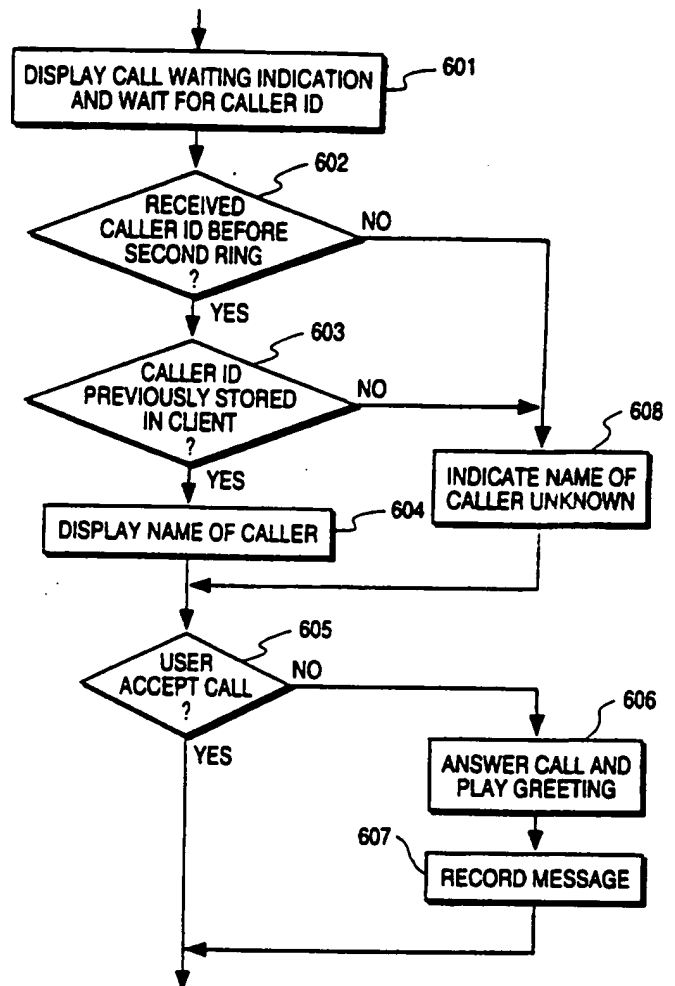 DISPLAY CALL WAITING INDICATION
AND WAIT FOR CALLER ID
601
602
RECEIVED
CALLER ID BEFORE
SECOND RING
?
NO
YES
603
CALLER ID
PREVIOUSLY STORED
IN CLIENT
?
NO
YES
608
INDICATE NAME OF
CALLER UNKNOWN
DISPLAY NAME OF CALLER
604
605
USER
ACCEPT CALL
?
NO
YES
606
ANSWER CALL AND
PLAY GREETING
607
RECORD MESSAGE